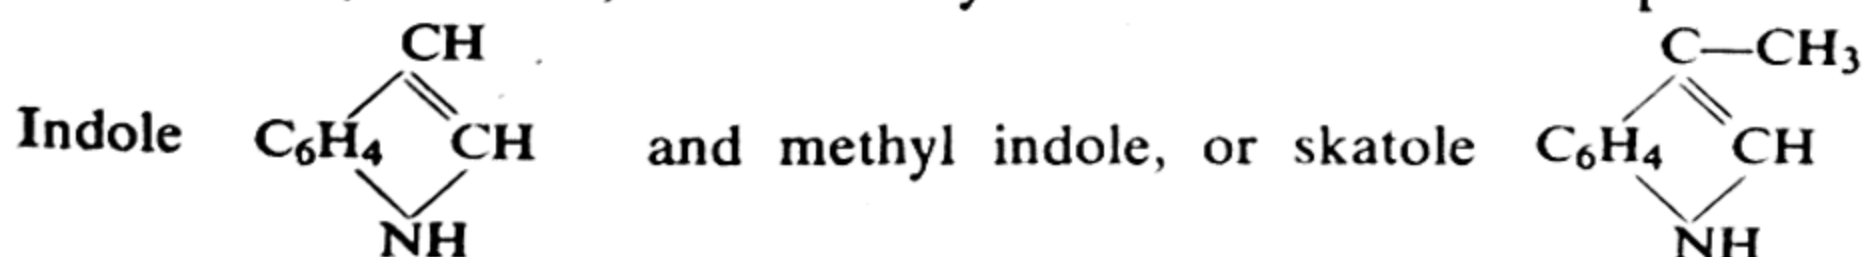 CH
C—CH₃
Indole C₆H₄ CH and methyl indole, or skatole C₆H₄ CH
NH
NH